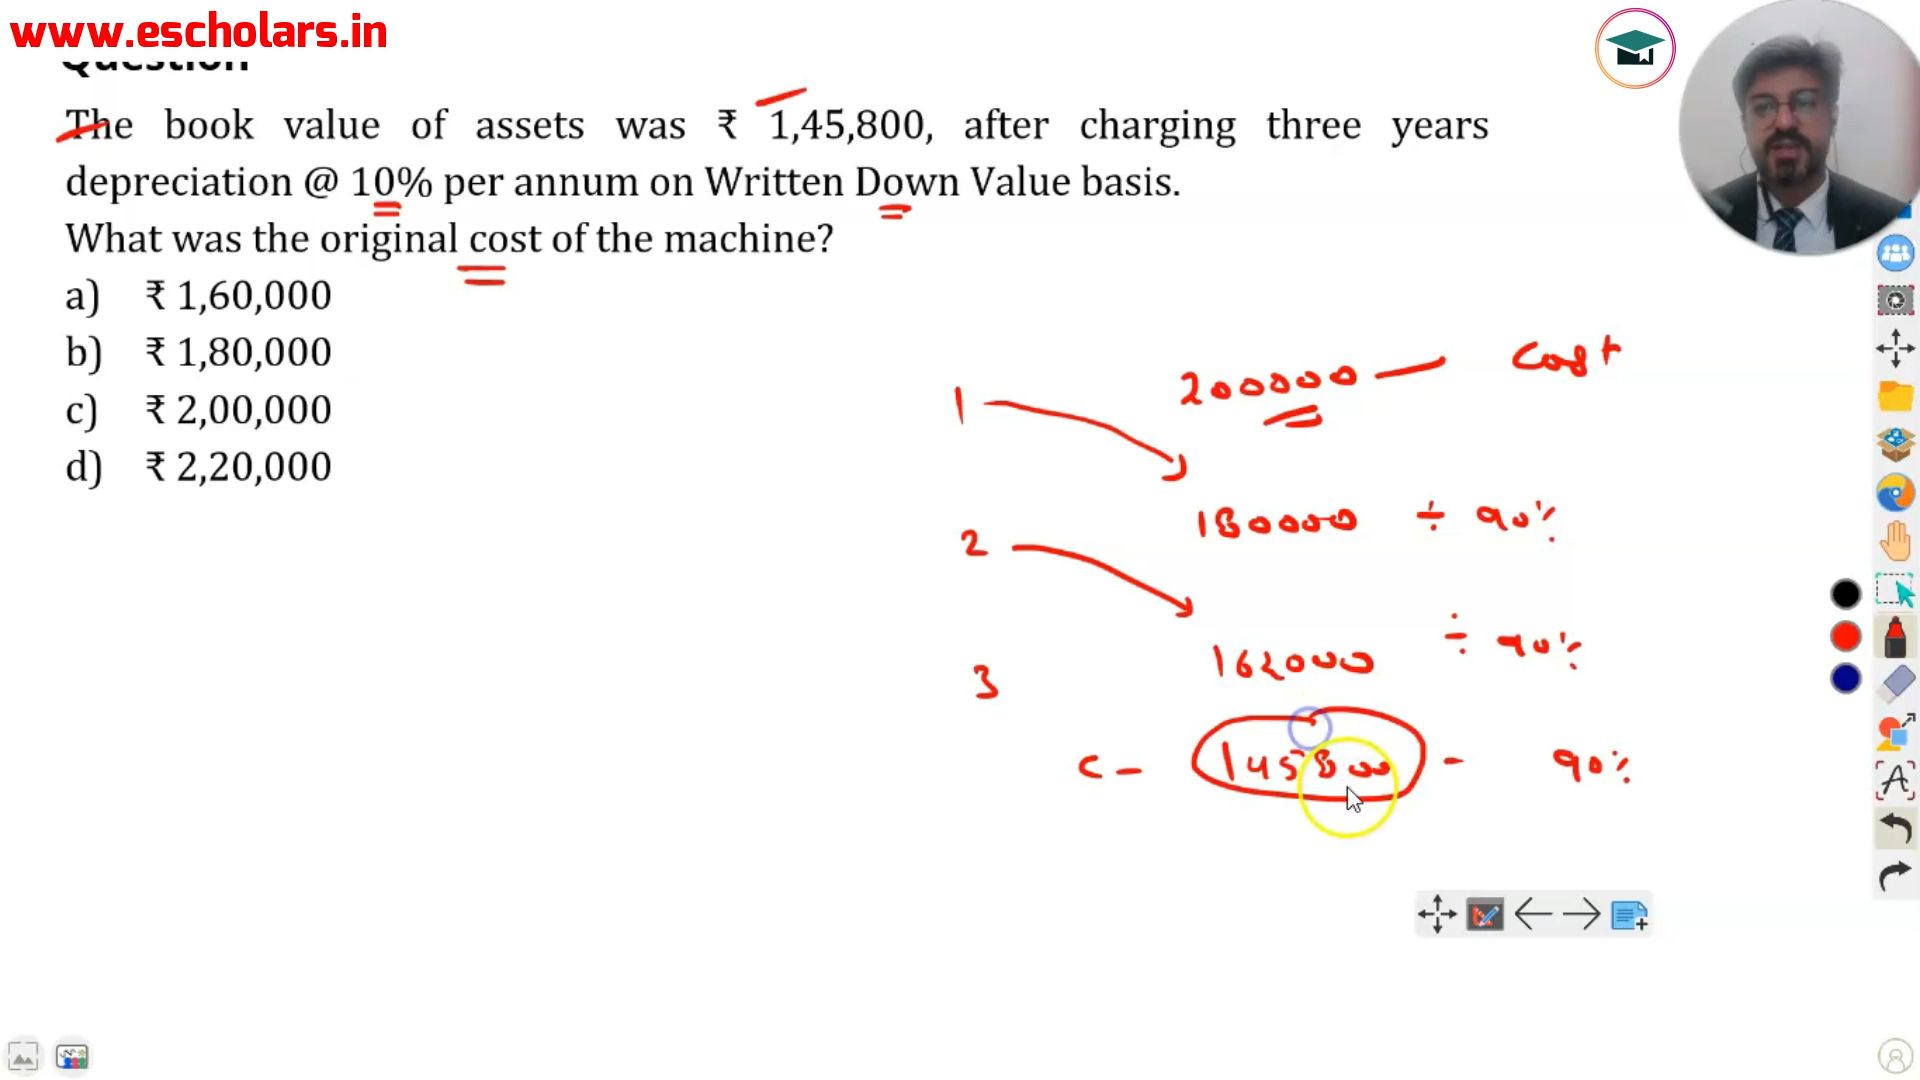 www.escholars.in
Question
The book value of assets was ₹ 1,45,800, after charging three years
depreciation @ 10% per annum on Written Down Value basis.
What was the original cost of the machine?
a) ₹ 1,60,000
b) ₹ 1,80,000
c) ₹ 2,00,000
d) ₹ 2,20,000
1 200000 — Cost
180000 ÷ 90%
2
162000 ÷ 90%
3
C - 145800 - 90%